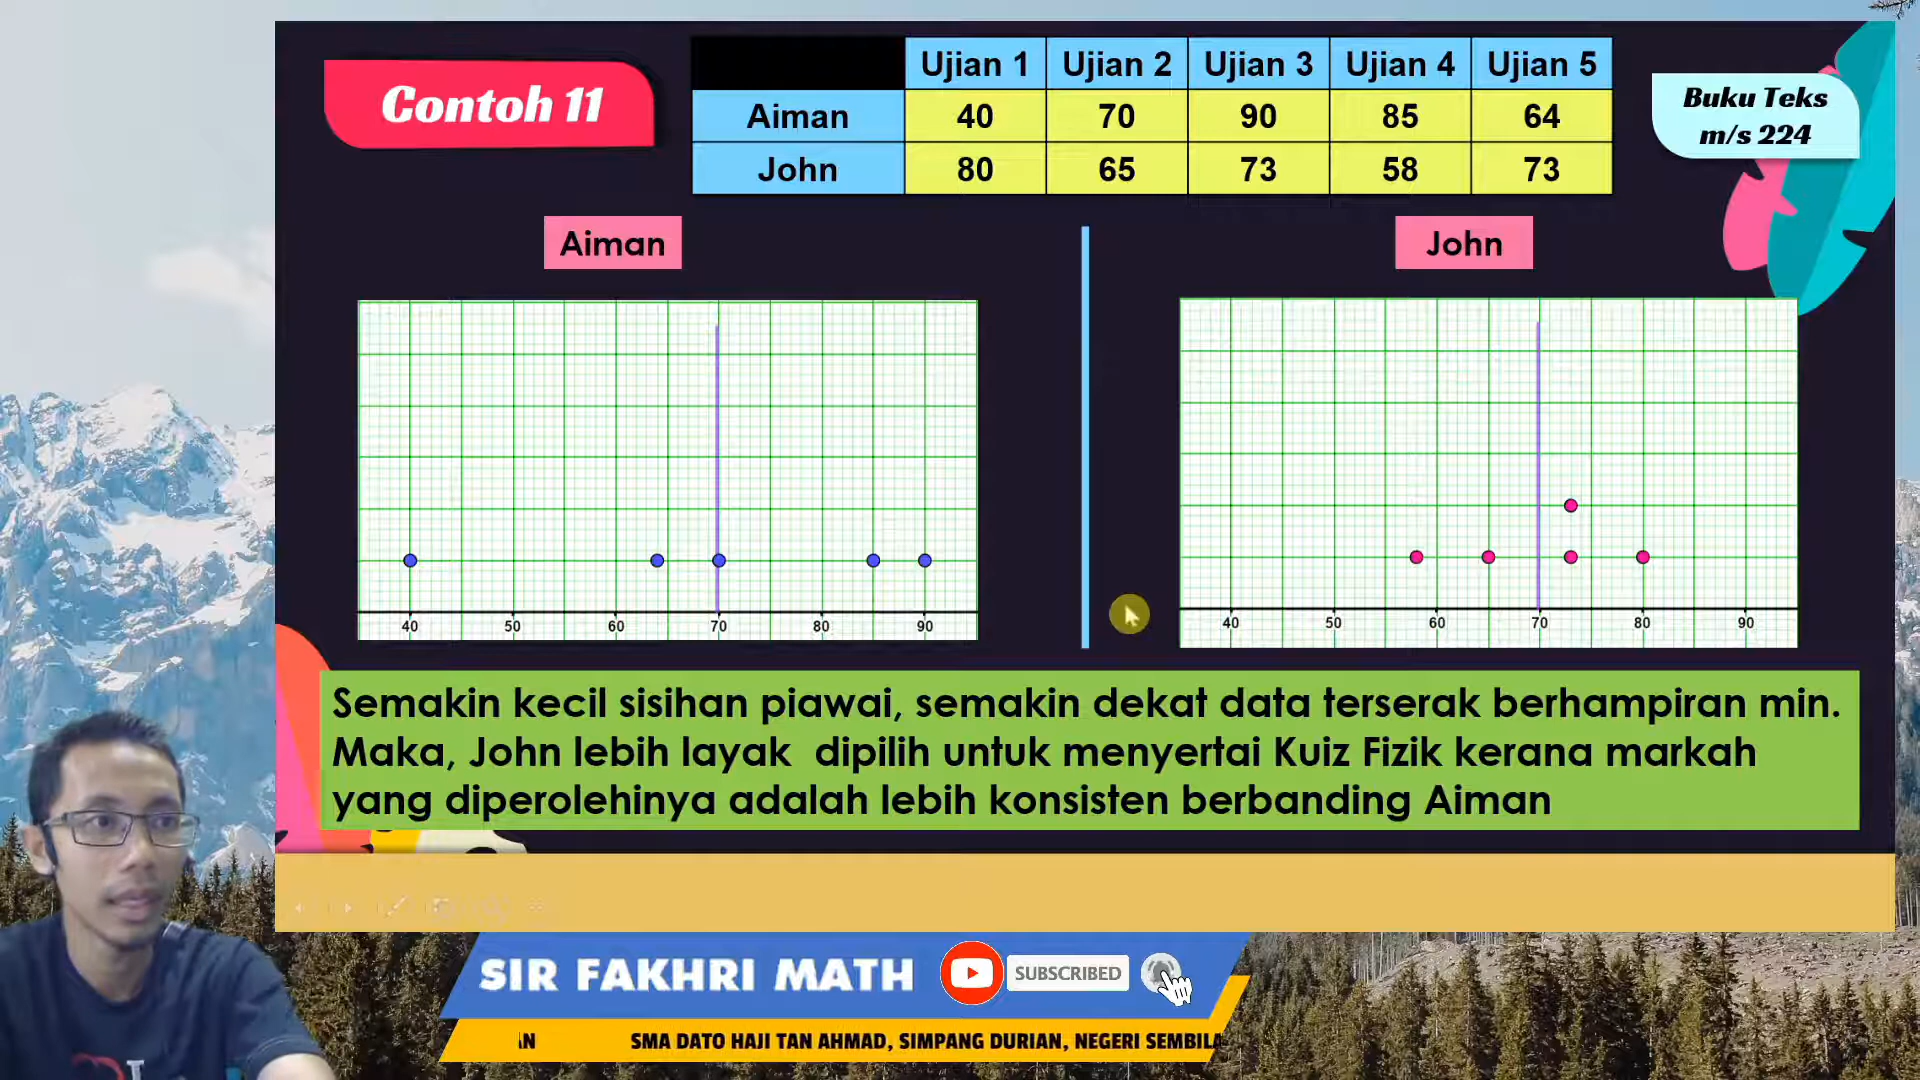 Contoh 11
Ujian 1 Ujian 2 Ujian 3 Ujian 4 Ujian 5
Aiman 40 70 90 85 64
John 80 65 73 58 73
Buku Teks
m/s 224
Aiman
John
40 50 60 70 80 90
40 50 60 70 80 90
Semakin kecil sisihan piawai, semakin dekat data terserak berhampiran min.
Maka, John lebih layak dipilih untuk menyertai Kuiz Fizik kerana markah
yang diperolehinya adalah lebih konsisten berbanding Aiman
SIR FAKHRI MATH
SUBSCRIBED
SMA DATO HAJI TAN AHMAD, SIMPANG DURIAN, NEGERI